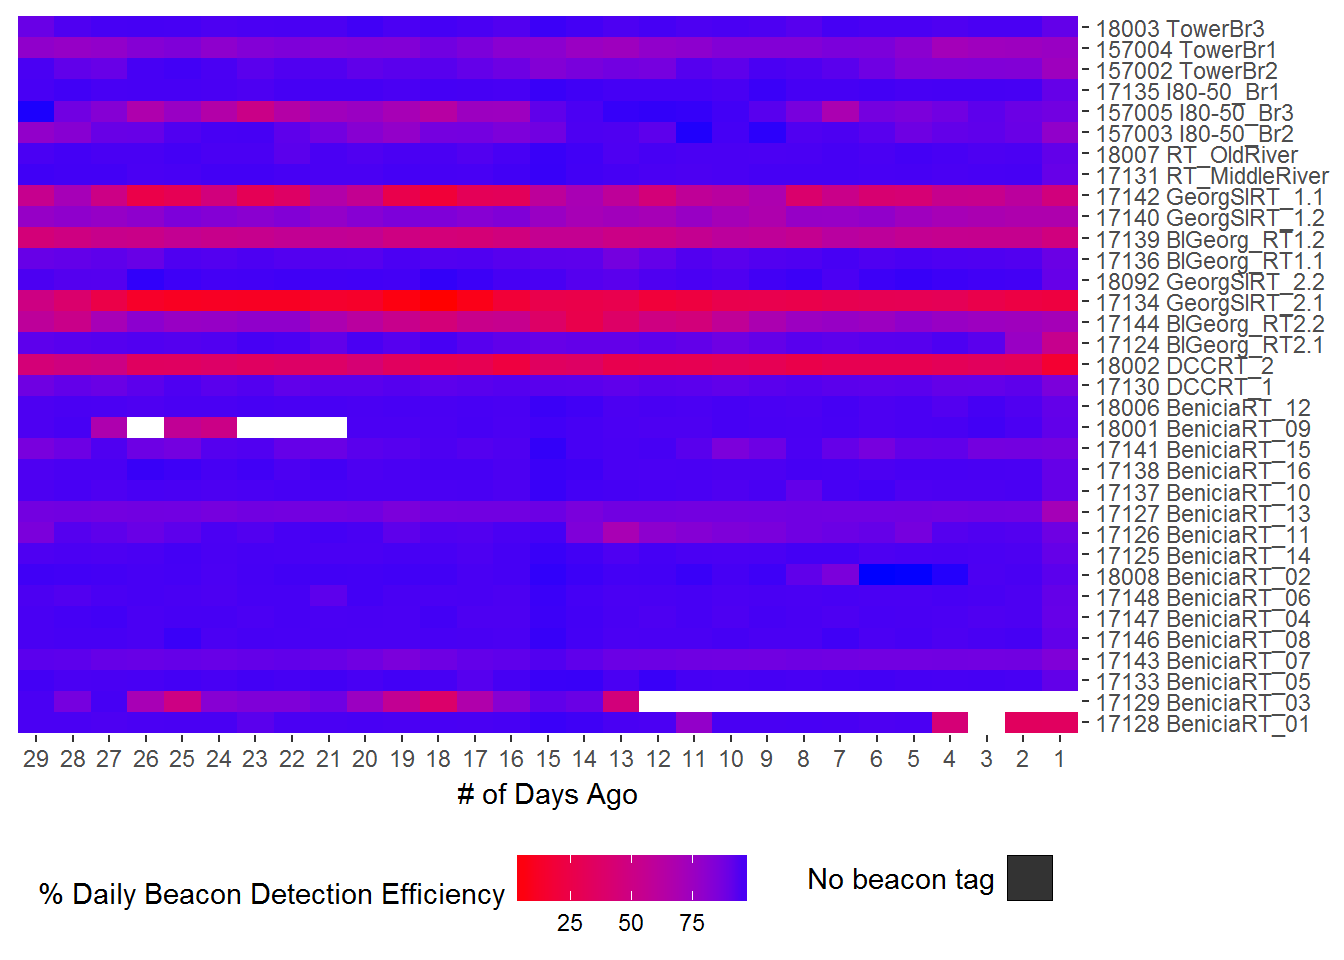 18003 TowerBr3
157004 TowerBr1
157002 TowerBr2
17135 I80-50_Br1
157005 I80-50_Br3
157003 I80-50_Br2
18007 RT_OldRiver
17131 RT_MiddleRiver
17142 GeorgSlRT_1.1
17140 GeorgSlRT_1.2
17139 BlGeorg_RT1.2
17136 BlGeorg_RT1.1
18092 GeorgSlRT_2.2
17134 GeorgSlRT_2.1
17144 BlGeorg_RT2.2
17124 BlGeorg_RT2.1
18002 DCCRT_2
17130 DCCRT_1
18006 BeniciaRT_12
18001 BeniciaRT_09
17141 BeniciaRT_15
17138 BeniciaRT_16
17137 BeniciaRT_10
17127 BeniciaRT_13
17126 BeniciaRT_11
17125 BeniciaRT_14
18008 BeniciaRT_02
17148 BeniciaRT_06
17147 BeniciaRT_04
17146 BeniciaRT_08
17143 BeniciaRT_07
17133 BeniciaRT_05
17129 BeniciaRT_03
17128 BeniciaRT_01
29 28 27 26 25 24 23 22 21 20 19 18 17 16 15 14 13 12 11 10 9 8 7 6 5 4 3 2 1
# of Days Ago
% Daily Beacon Detection Efficiency
25 50 75
No beacon tag